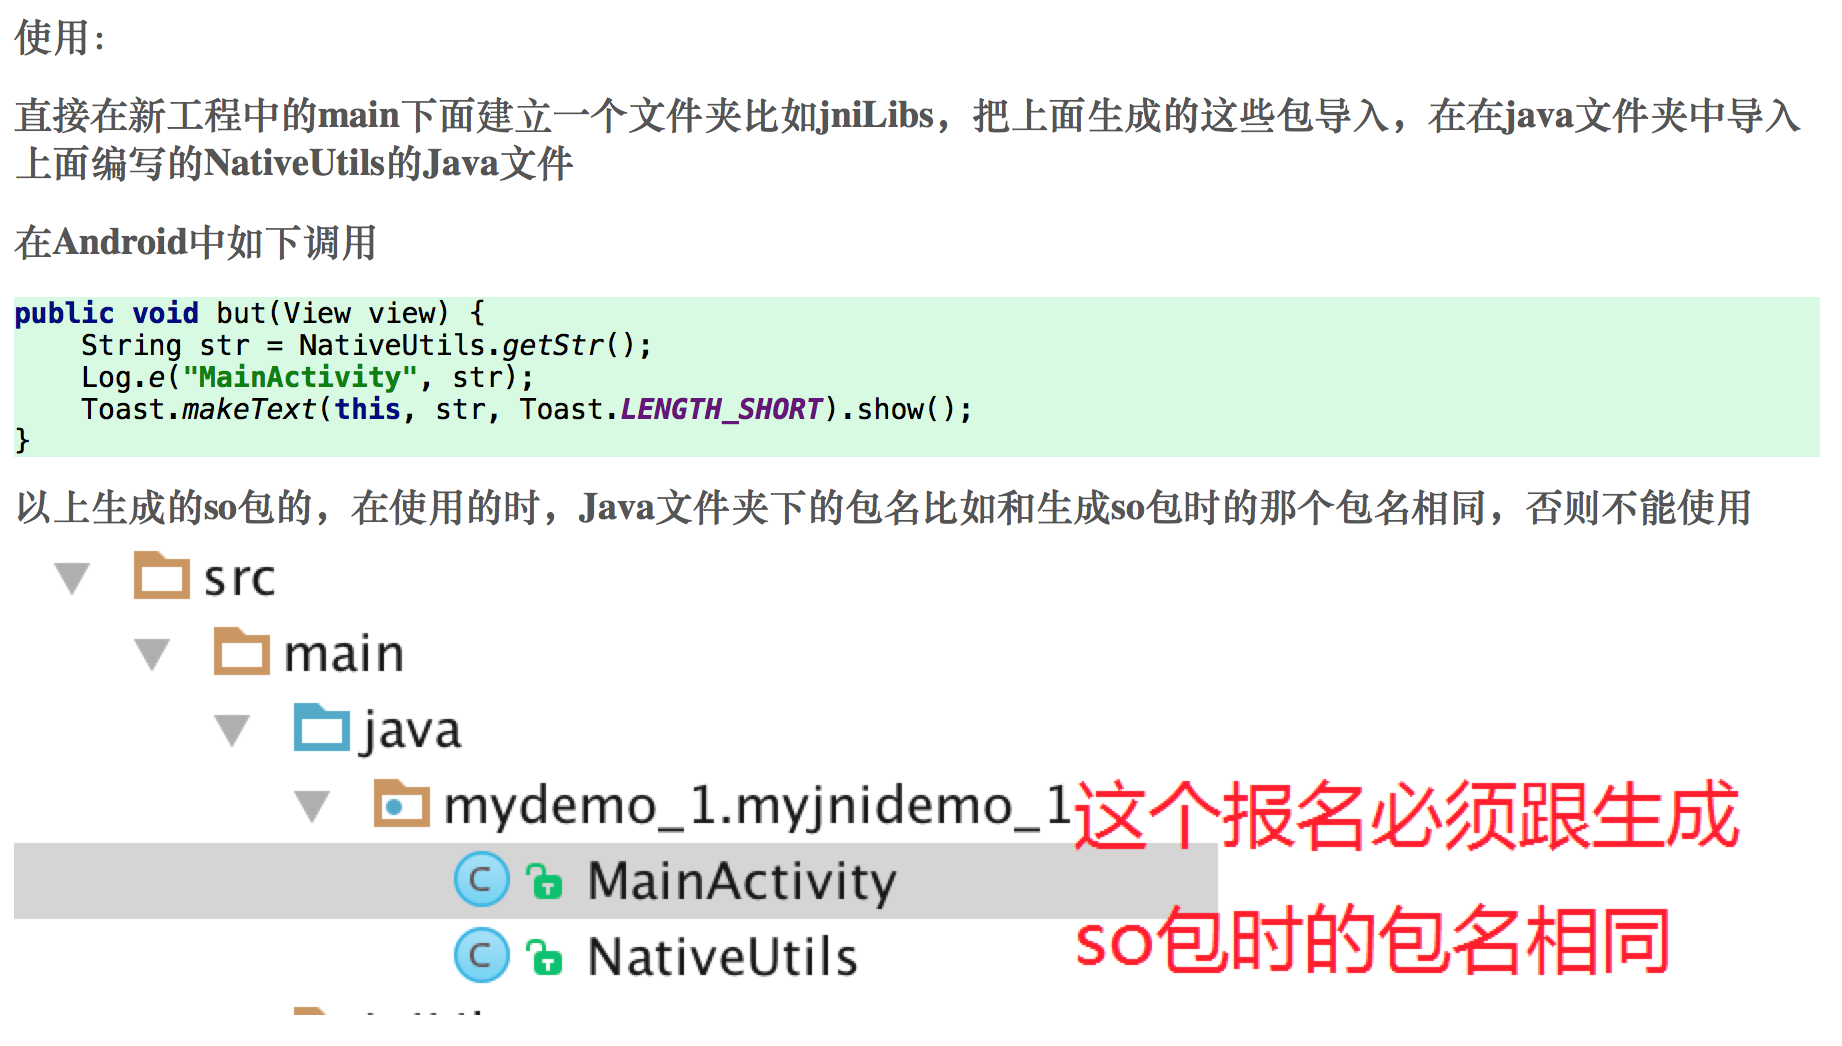 使用：
直接在新工程中的main下面建立一个文件夹比如jniLibs，把上面生成的这些包导入，在在java文件夹中导入
上面编写的NativeUtils的Java文件
在Android中如下调用
public void but(View view) {
    String str = NativeUtils.getStr();
    Log.e("MainActivity", str);
    Toast.makeText(this, str, Toast.LENGTH_SHORT).show();
}
以上生成的so包的，在使用的时，Java文件夹下的包名比如和生成so包时的那个包名相同，否则不能使用
src
main
java
mydemo_1.myjnidemo_1
这个报名必须跟生成
MainActivity
so包时的包名相同
NativeUtils